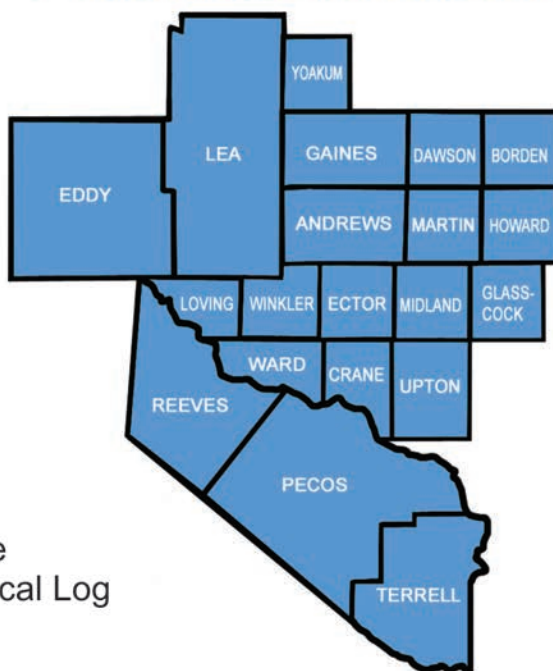 YOAKUM
LEA
GAINES
DAWSON
BORDEN
EDDY
ANDREWS
MARTIN
HOWARD
LOVING
WINKLER
ECTOR
MIDLAND
GLASS-
COCK
WARD
CRANE
UPTON
REEVES
PECOS
TERRELL
cal Log